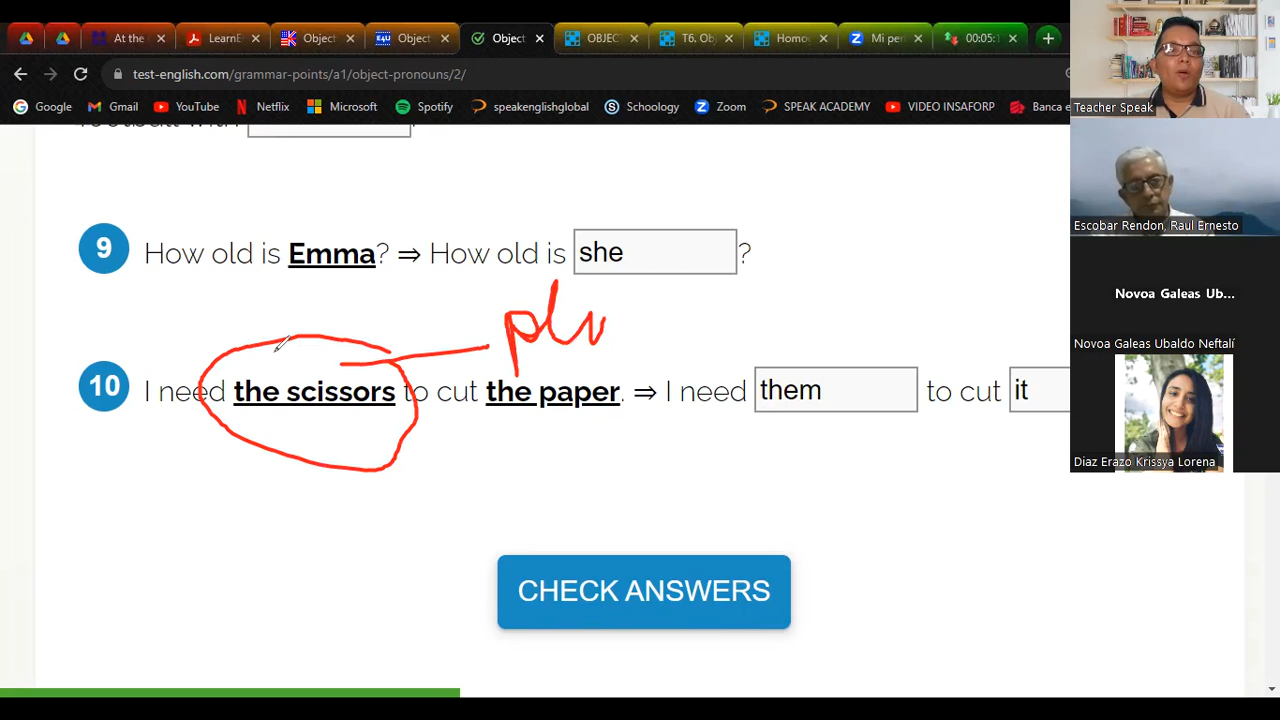 At the
LearnE
Object
Object
Object
OBJEC
T6. Obj
Homo
Mi per
00:05:1
test-english.com/grammar-points/a1/object-pronouns/2/
Google Gmail YouTube Netflix Microsoft Spotify speakenglishglobal Schoology Zoom SPEAK ACADEMY VIDEO INSAFORP Banca e
football with
9 How old is Emma? ⇒ How old is she ?
plu
10 I need the scissors to cut the paper. ⇒ I need them to cut it
CHECK ANSWERS
Teacher Speak
Escobar Rendon, Raul Ernesto
Novoa Galeas Ub...
Novoa Galeas Ubaldo Neftalí
Diaz Erazo Krissya Lorena